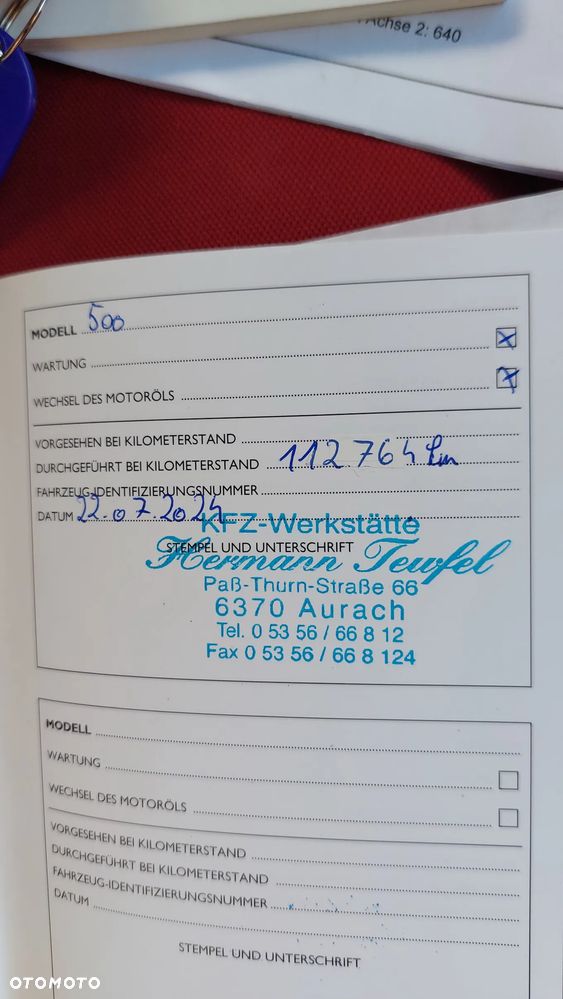 Achse 2: 640
MODELL 500
WARTUNG
WECHSEL DES MOTORÖLS
VORGESEHEN BEI KILOMETERSTAND
DURCHGEFÜHRT BEI KILOMETERSTAND 112764 km
FAHRZEUG-IDENTIFIZIERUNGSNUMMER
DATUM 22.07.2024
KFZ-Werkstätte
STEMPEL UND UNTERSCHRIFT
Hermann Tewfel
Paß-Thurn-Straße 66
6370 Aurach
Tel. 0 53 56 / 66 8 12
Fax 0 53 56 / 66 8 124
MODELL
WARTUNG
WECHSEL DES MOTORÖLS
VORGESEHEN BEI KILOMETERSTAND
DURCHGEFÜHRT BEI KILOMETERSTAND
FAHRZEUG-IDENTIFIZIERUNGSNUMMER
DATUM
STEMPEL UND UNTERSCHRIFT
OTOMOTO